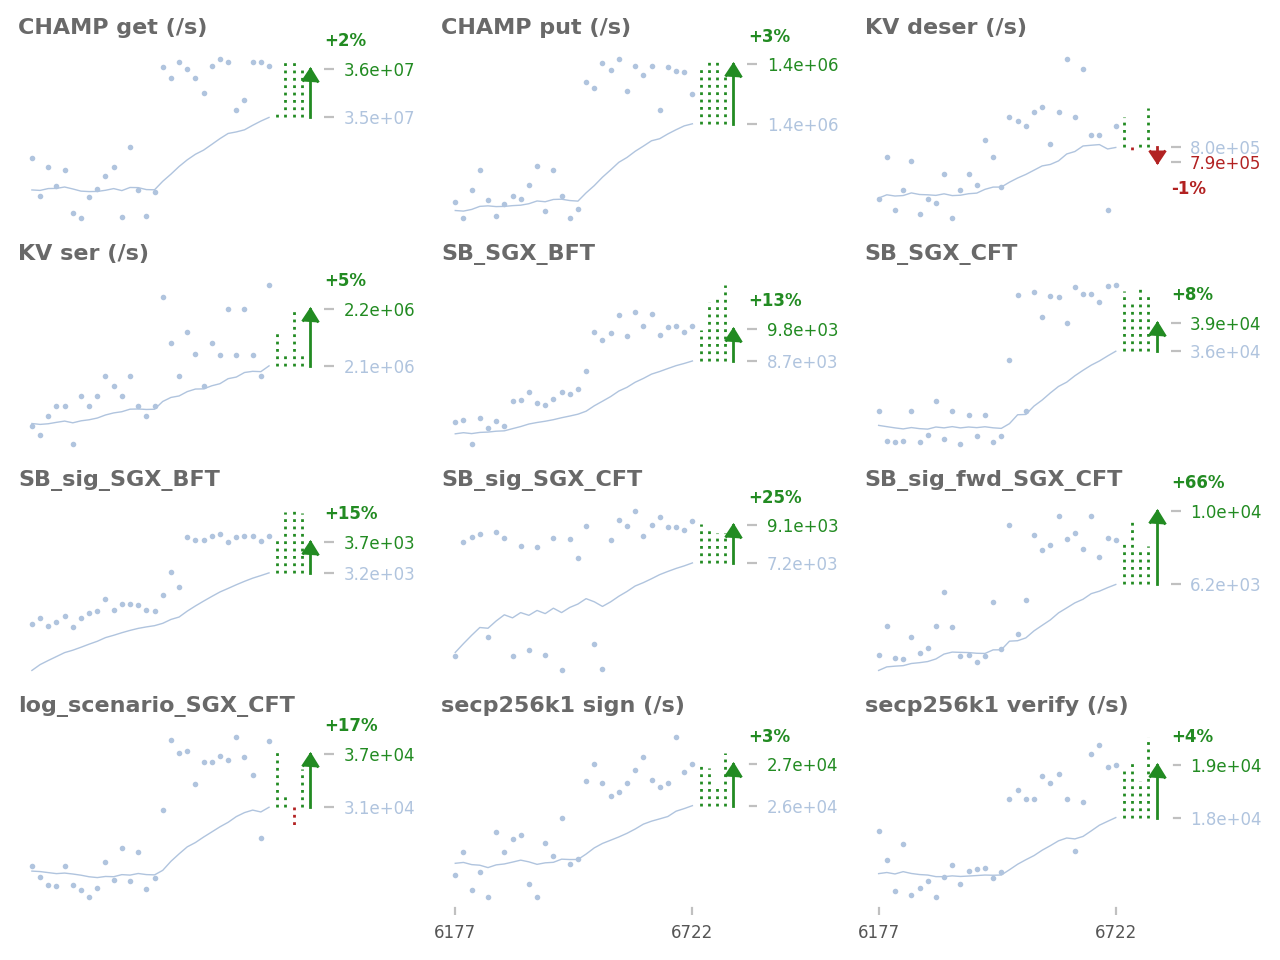 CHAMP get (/s)
+2%
3.6e+07
3.5e+07
CHAMP put (/s)
+3%
1.4e+06
1.4e+06
KV deser (/s)
8.0e+05
7.9e+05
-1%
KV ser (/s)
+5%
2.2e+06
2.1e+06
SB_SGX_BFT
+13%
9.8e+03
8.7e+03
SB_SGX_CFT
+8%
3.9e+04
3.6e+04
SB_sig_SGX_BFT
+15%
3.7e+03
3.2e+03
SB_sig_SGX_CFT
+25%
9.1e+03
7.2e+03
SB_sig_fwd_SGX_CFT
+66%
1.0e+04
6.2e+03
log_scenario_SGX_CFT
+17%
3.7e+04
3.1e+04
secp256k1 sign (/s)
+3%
2.7e+04
2.6e+04
6177 6722
secp256k1 verify (/s)
+4%
1.9e+04
1.8e+04
6177 6722